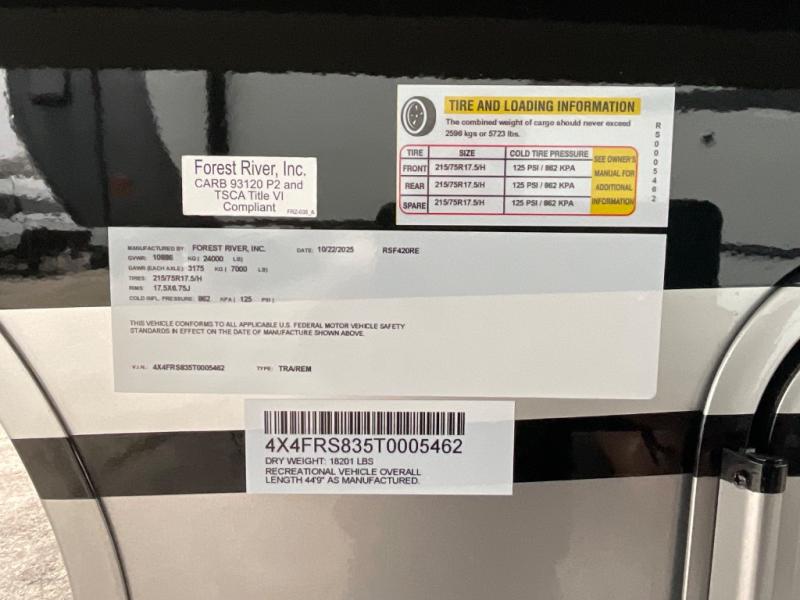 TIRE AND LOADING INFORMATION
The combined weight of cargo should never exceed
2596 kgs or 5723 lbs.
TIRE SIZE COLD TIRE PRESSURE
FRONT 215/75R17.5/H 125 PSI / 862 KPA
REAR 215/75R17.5/H 125 PSI / 862 KPA
SPARE 215/75R17.5/H 125 PSI / 862 KPA
SEE OWNER'S
MANUAL FOR
ADDITIONAL
INFORMATION
RS0005462
Forest River, Inc.
CARB 93120 P2 and
TSCA Title VI
Compliant
MANUFACTURED BY: FOREST RIVER, INC. DATE: 10/22/2025 RSF420RE
GVWR: 10886 KG ( 24000 LB)
GAWR (EACH AXLE): 3175 KG ( 7000 LB)
TIRES: 215/75R17.5/H
RIMS: 17.5X6.75J
COLD INFL. PRESSURE: 862 KPA ( 125 PSI )
THIS VEHICLE CONFORMS TO ALL APPLICABLE U.S. FEDERAL MOTOR VEHICLE SAFETY
STANDARDS IN EFFECT ON THE DATE OF MANUFACTURE SHOWN ABOVE.
V.I.N.: 4X4FRS835T0005462 TYPE: TRA/REM
4X4FRS835T0005462
DRY WEIGHT: 18201 LBS
RECREATIONAL VEHICLE OVERALL
LENGTH 44'9" AS MANUFACTURED.